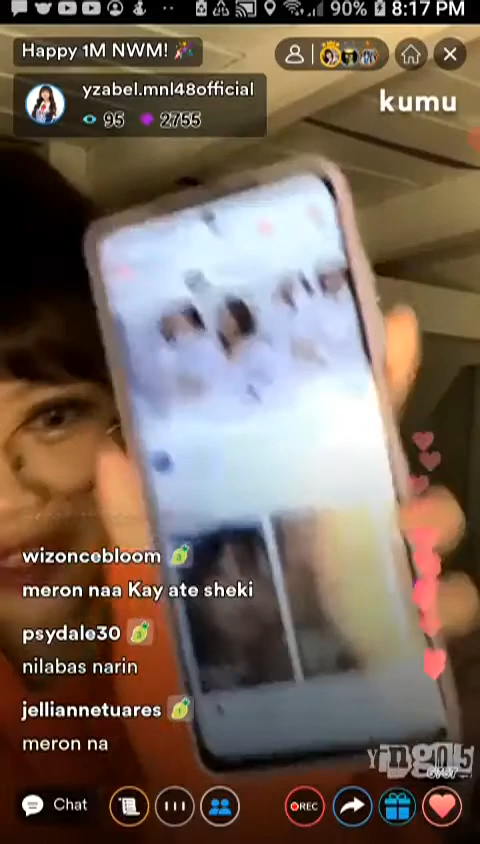 90% 8:17 PM
Happy 1M NWM! 🎉
yzabel.mnl48official
95 2755
kumu
wizoncebloom
meron naa Kay ate sheki
psydale30
nilabas narin
jelliannetuares
meron na
Chat
REC